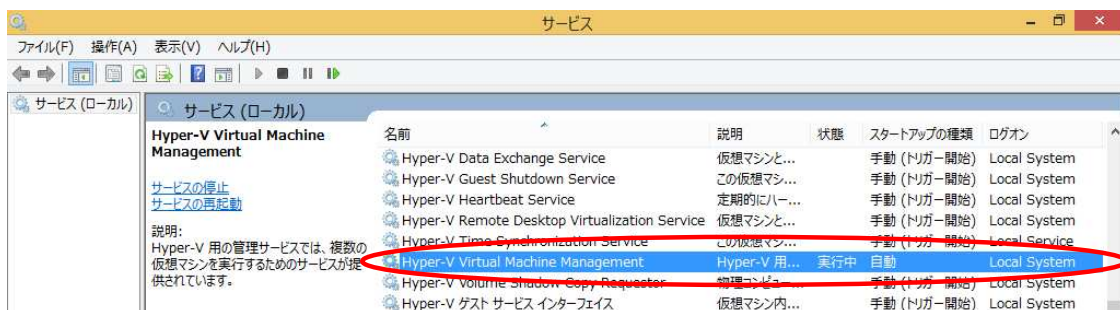 サービス
ファイル(F) 操作(A) 表示(V) ヘルプ(H)
サービス (ローカル)
サービス (ローカル)
Hyper-V Virtual Machine
Management
サービスの停止
サービスの再起動
説明:
Hyper-V 用の管理サービスでは、複数の
仮想マシンを実行するためのサービスが提
供されています。
名前 説明 状態 スタートアップの種類 ログオン
Hyper-V Data Exchange Service 仮想マシンと... 手動 (トリガー開始) Local System
Hyper-V Guest Shutdown Service この仮想マシ... 手動 (トリガー開始) Local System
Hyper-V Heartbeat Service 定期的にハー... 手動 (トリガー開始) Local System
Hyper-V Remote Desktop Virtualization Service 仮想マシンと... 手動 (トリガー開始) Local System
Hyper-V Time Synchronization Service この仮想マシ... 手動 (トリガー開始) Local Service
Hyper-V Virtual Machine Management Hyper-V 用... 実行中 自動 Local System
Hyper-V Volume Shadow Copy Requestor 物理コンピュー... 手動 (トリガー開始) Local System
Hyper-V ゲスト サービス インターフェイス 仮想マシン内... 手動 (トリガー開始) Local System